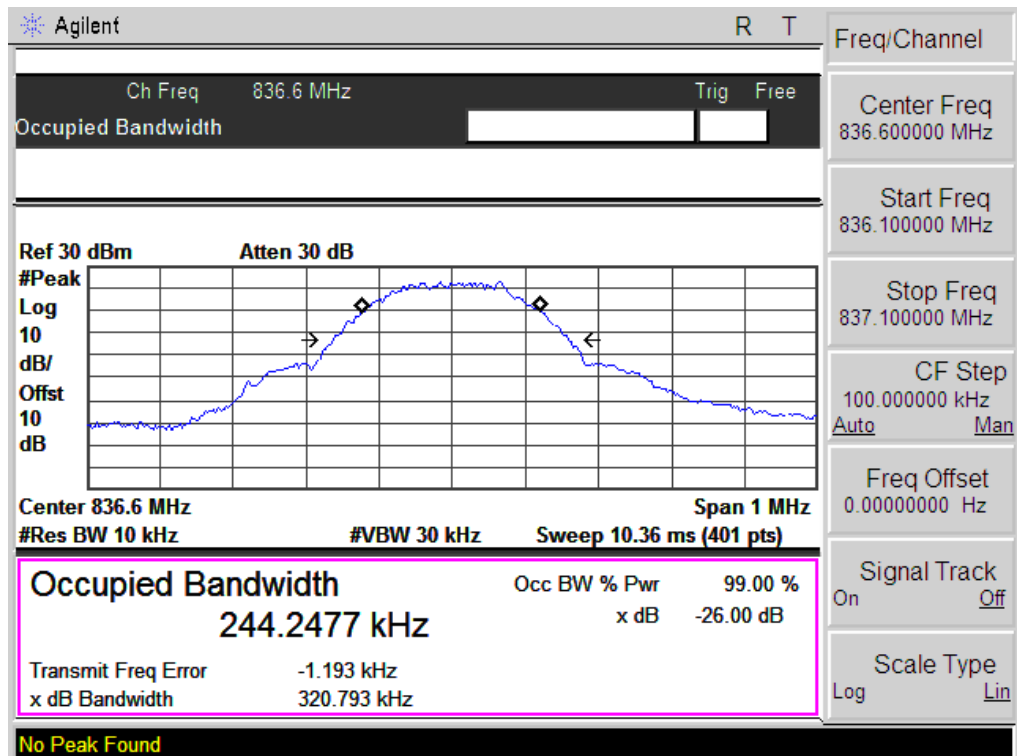 Agilent R T
Freq/Channel
Ch Freq 836.6 MHz Trig Free
Occupied Bandwidth
Center Freq
836.600000 MHz
Start Freq
836.100000 MHz
Ref 30 dBm Atten 30 dB
#Peak
Log
10
dB/
Offst
10
dB
Stop Freq
837.100000 MHz
CF Step
100.000000 kHz
Auto Man
Center 836.6 MHz Span 1 MHz
#Res BW 10 kHz #VBW 30 kHz Sweep 10.36 ms (401 pts)
Freq Offset
0.00000000 Hz
Occupied Bandwidth Occ BW % Pwr 99.00 %
244.2477 kHz x dB -26.00 dB
Transmit Freq Error -1.193 kHz
x dB Bandwidth 320.793 kHz
Signal Track
On Off
Scale Type
Log Lin
No Peak Found